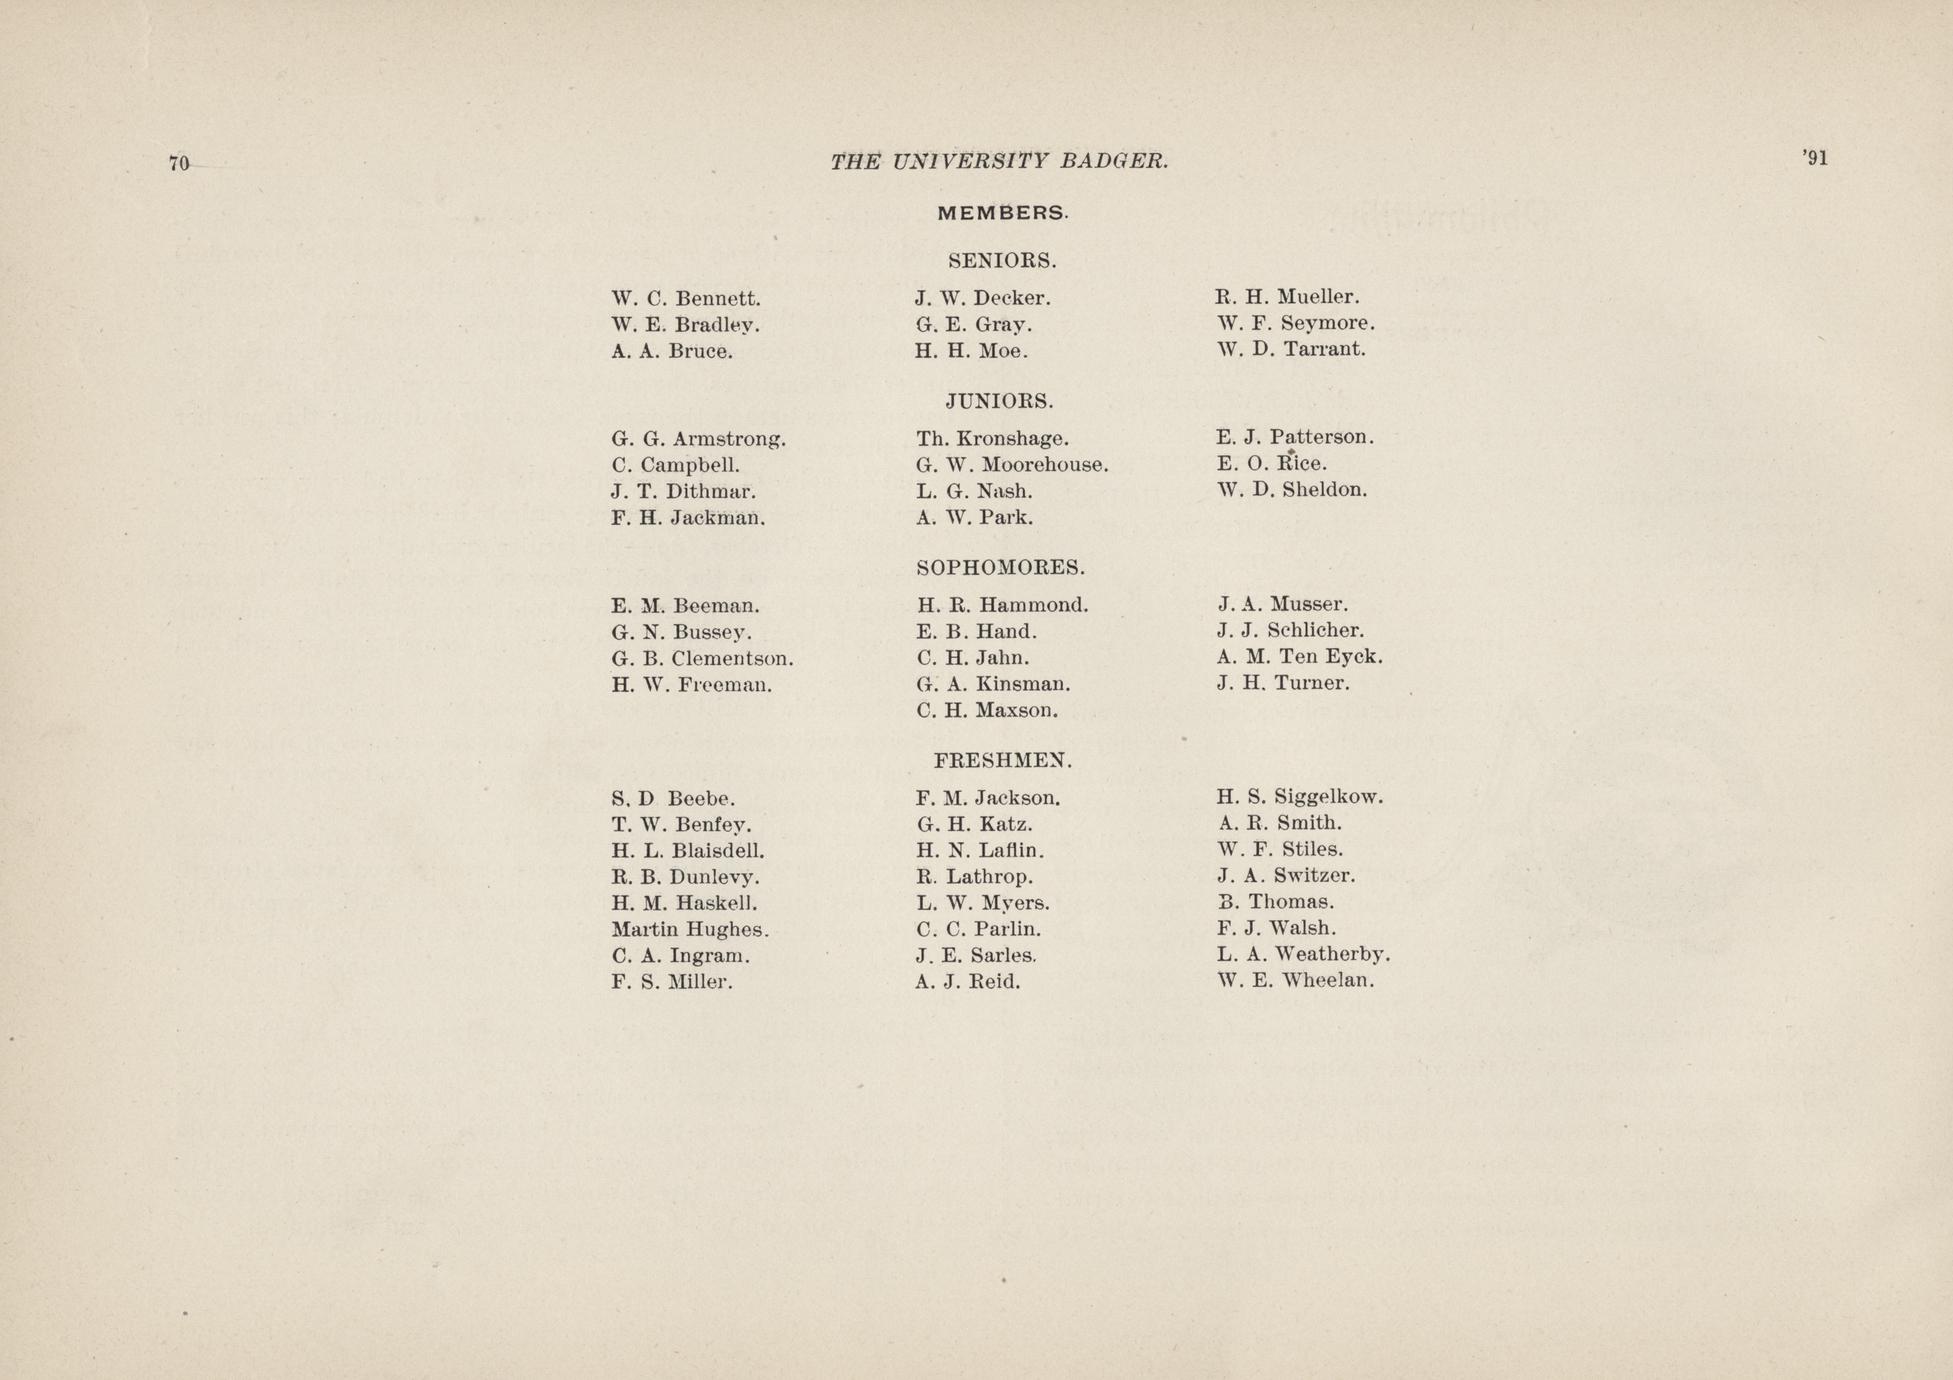 70 THE UNIVERSITY BADGER. '91
MEMBERS.
SENIORS.
W. C. Bennett. J. W. Decker. R. H. Mueller.
W. E. Bradley. G. E. Gray. W. F. Seymore.
A. A. Bruce. H. H. Moe. W. D. Tarrant.
JUNIORS.
G. G. Armstrong. Th. Kronshage. E. J. Patterson.
C. Campbell. G. W. Moorehouse. E. O. Rice.
J. T. Dithmar. L. G. Nash. W. D. Sheldon.
F. H. Jackman. A. W. Park.
SOPHOMORES.
E. M. Beeman. H. R. Hammond. J. A. Musser.
G. N. Bussey. E. B. Hand. J. J. Schlicher.
G. B. Clementson. C. H. Jahn. A. M. Ten Eyck.
H. W. Freeman. G. A. Kinsman. J. H. Turner.
C. H. Maxson.
FRESHMEN.
S. D Beebe. F. M. Jackson. H. S. Siggelkow.
T. W. Benfey. G. H. Katz. A. R. Smith.
H. L. Blaisdell. H. N. Laflin. W. F. Stiles.
R. B. Dunlevy. R. Lathrop. J. A. Switzer.
H. M. Haskell. L. W. Myers. B. Thomas.
Martin Hughes. C. C. Parlin. F. J. Walsh.
C. A. Ingram. J. E. Sarles. L. A. Weatherby.
F. S. Miller. A. J. Reid. W. E. Wheelan.